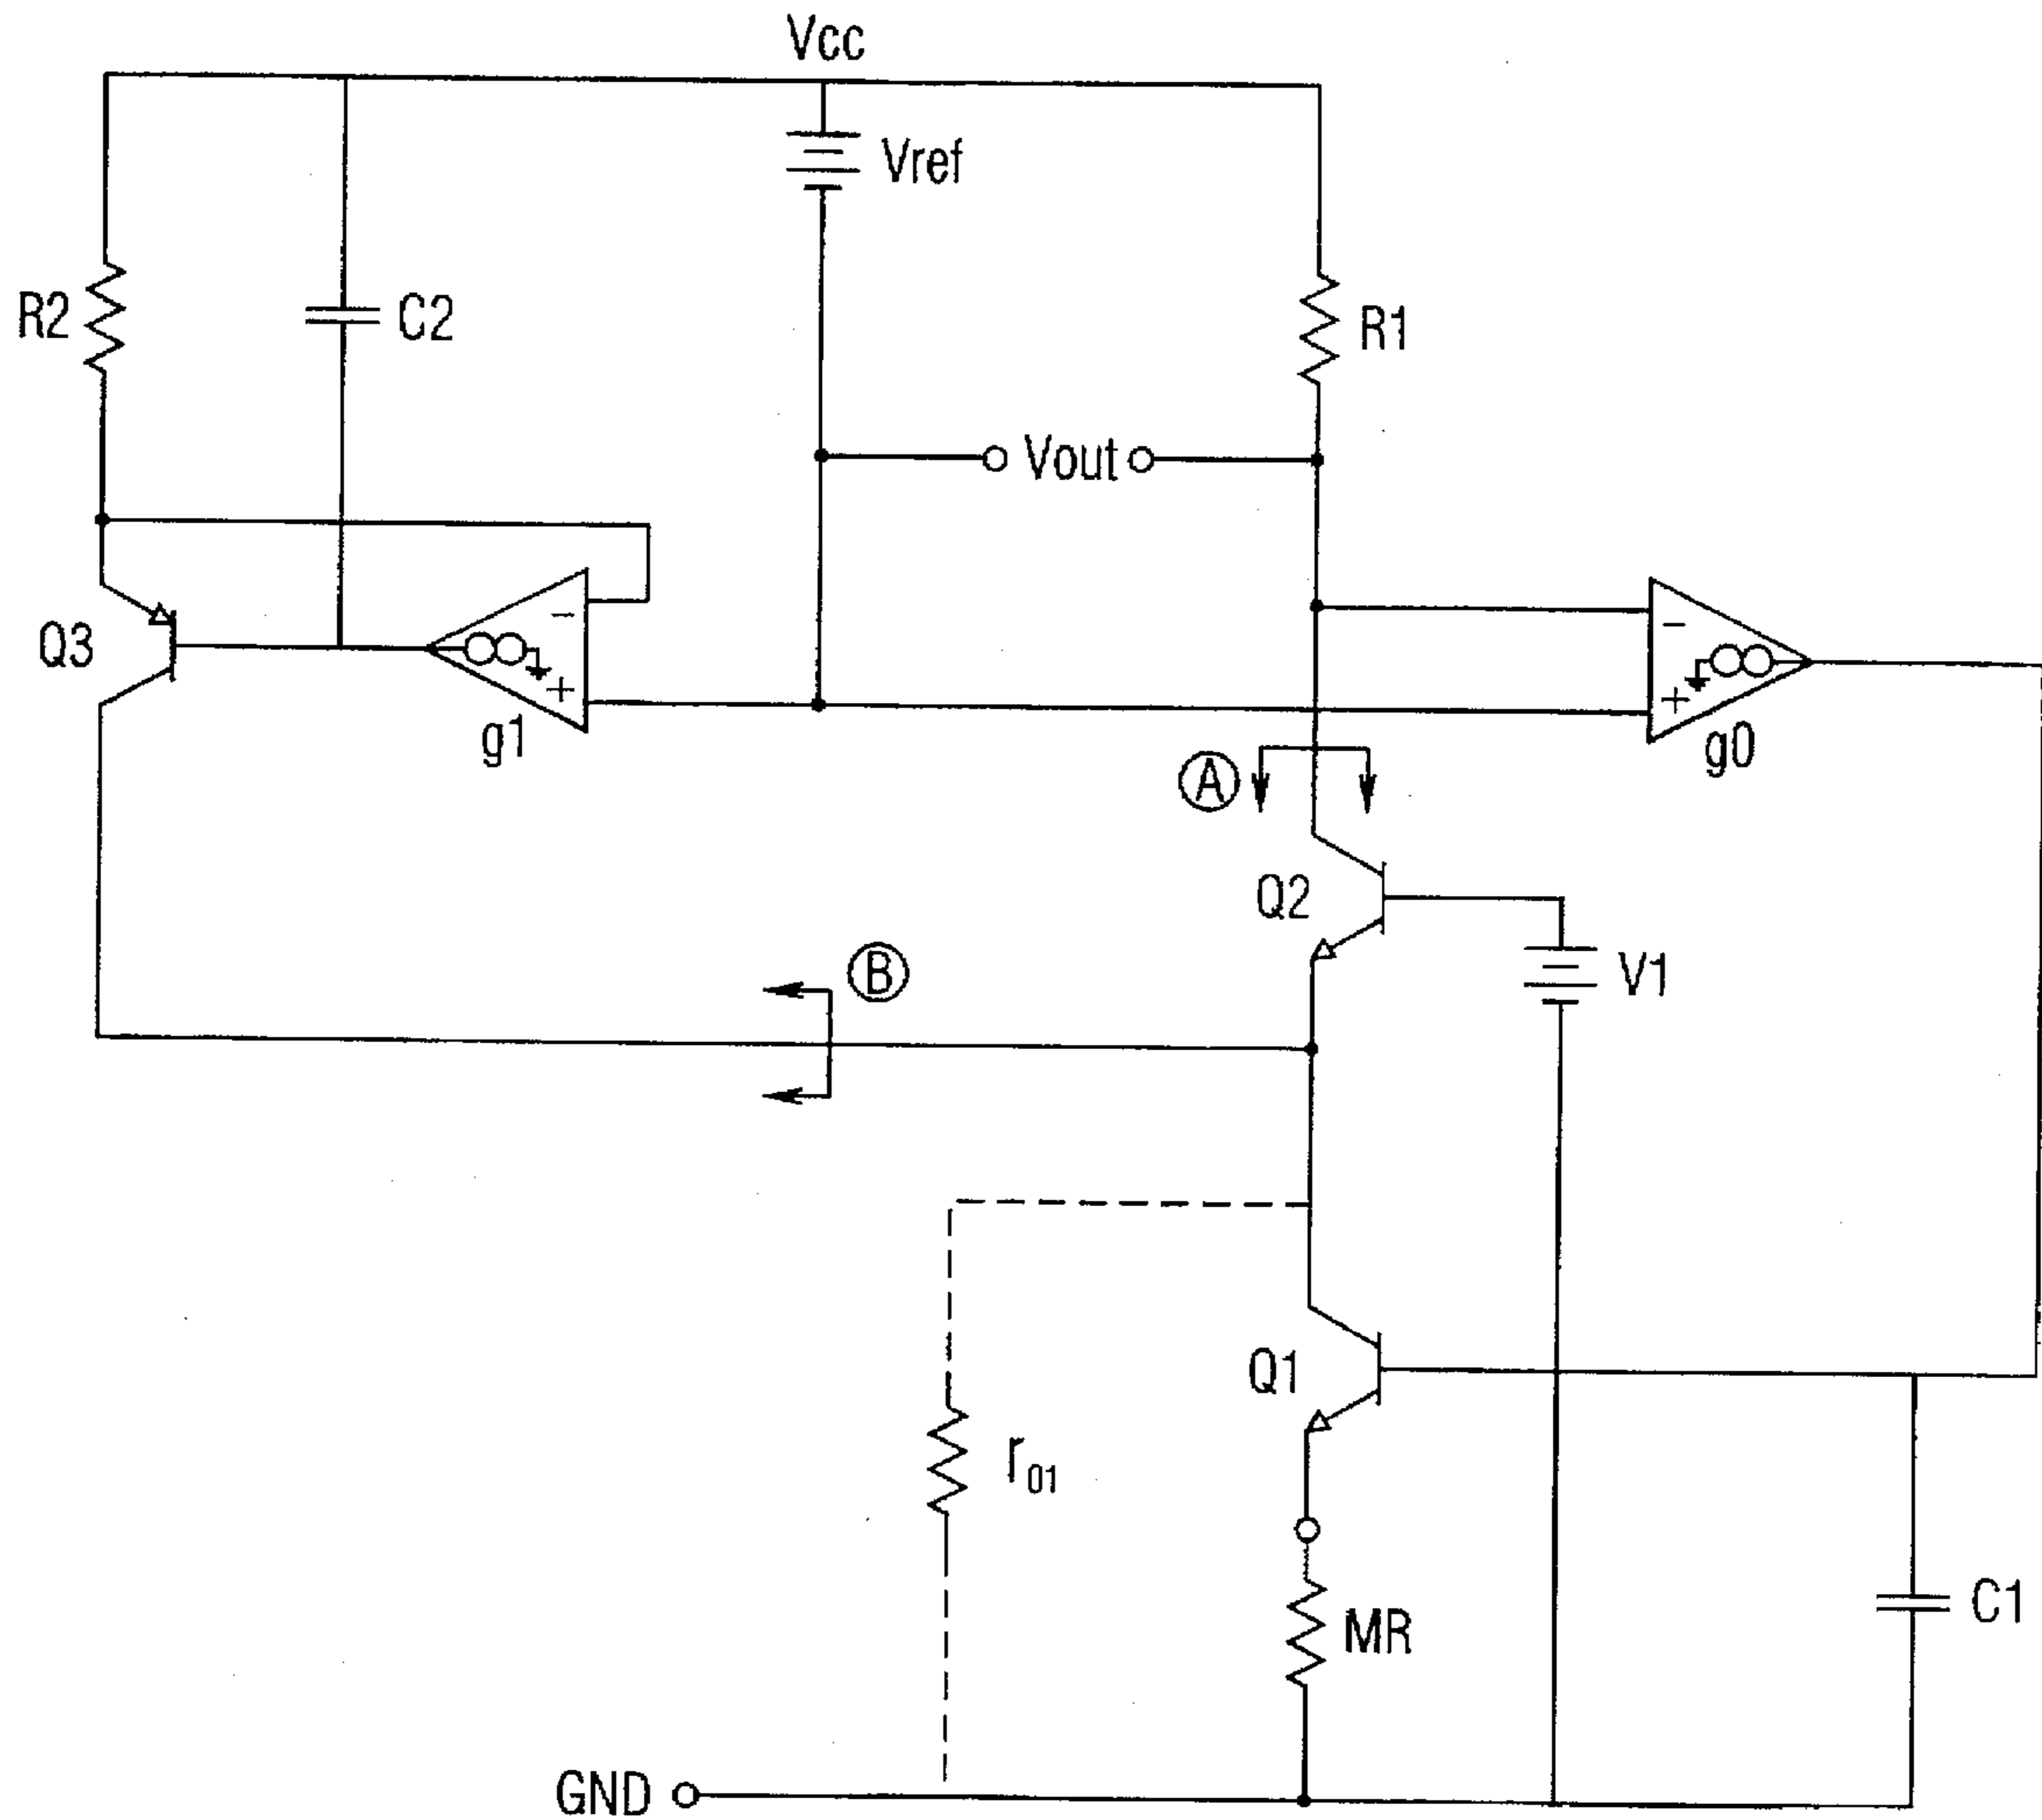 Vcc
Vref
R2
C2
R1
Vout
Q3
-
+
g1
-
+
g0
A
Q2
B
V1
Q1
r01
MR
C1
GND